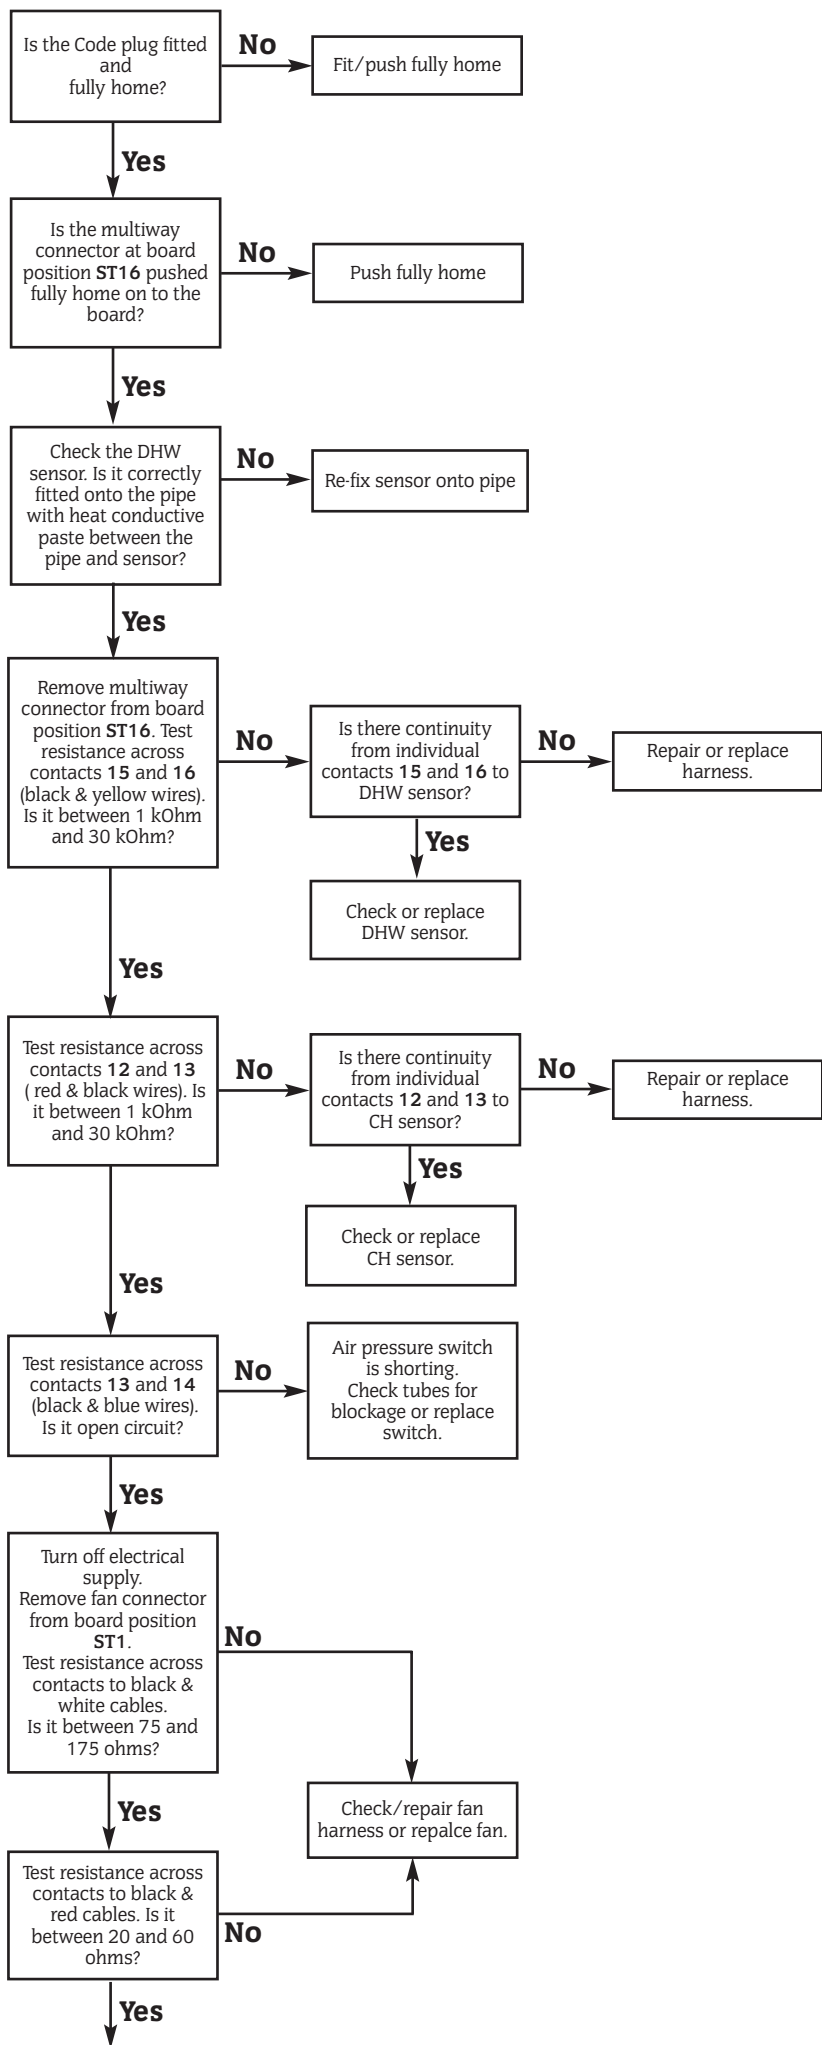 Is the Code plug fitted
and
fully home?
No
Fit/push fully home
Yes
Is the multiway
connector at board
position ST16 pushed
fully home on to the
board?
No
Push fully home
Yes
Check the DHW
sensor. Is it correctly
fitted onto the pipe
with heat conductive
paste between the
pipe and sensor?
No
Re-fix sensor onto pipe
Yes
Remove multiway
connector from board
position ST16. Test
resistance across
contacts 15 and 16
(black & yellow wires).
Is it between 1 kOhm
and 30 kOhm?
No
Is there continuity
from individual
contacts 15 and 16 to
DHW sensor?
No
Repair or replace
harness.
Yes
Check or replace
DHW sensor.
Yes
Test resistance across
contacts 12 and 13
( red & black wires). Is
it between 1 kOhm
and 30 kOhm?
No
Is there continuity
from individual
contacts 12 and 13 to
CH sensor?
No
Repair or replace
harness.
Yes
Check or replace
CH sensor.
Yes
Test resistance across
contacts 13 and 14
(black & blue wires).
Is it open circuit?
No
Air pressure switch
is shorting.
Check tubes for
blockage or replace
switch.
Yes
Turn off electrical
supply.
Remove fan connector
from board position
ST1.
Test resistance across
contacts to black &
white cables.
Is it between 75 and
175 ohms?
No
Check/repair fan
harness or repalce fan.
Yes
Test resistance across
contacts to black &
red cables. Is it
between 20 and 60
ohms?
No
Yes